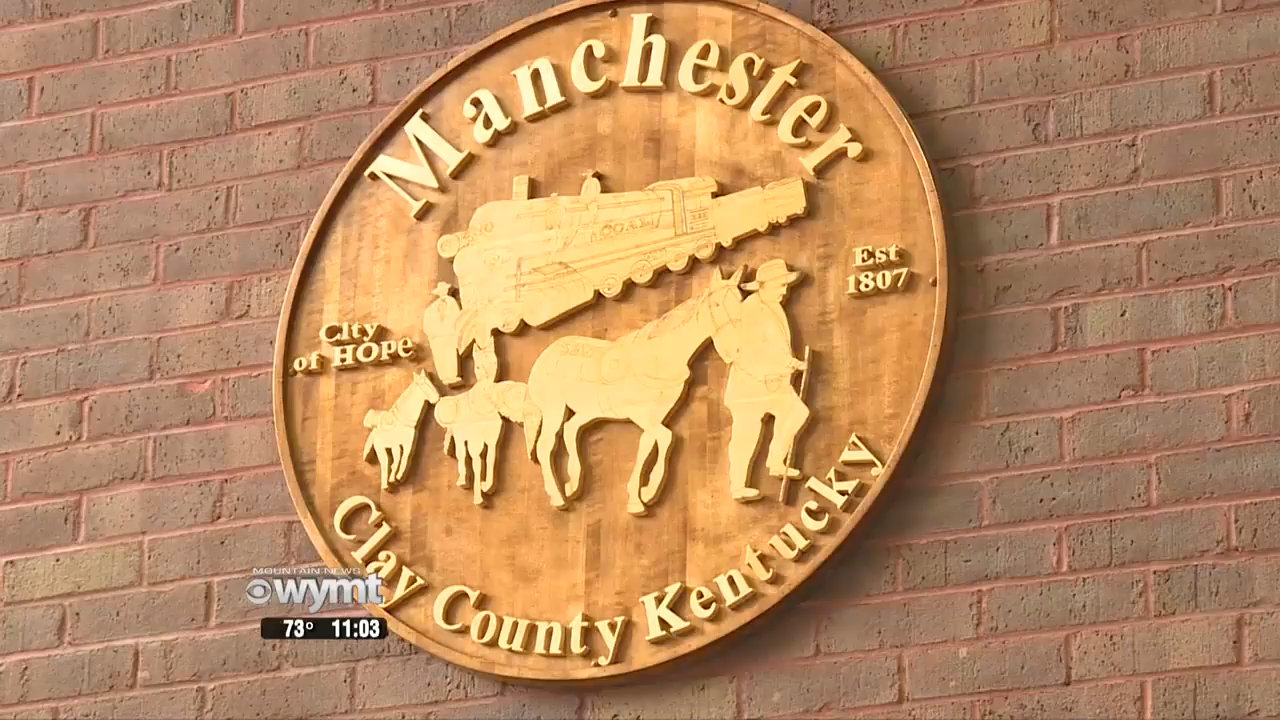 Manchester
Est
1807
CIty
of HOPe
Clay County Kentucky
MOUNTAIN NEWS
wymt
73° 11:03